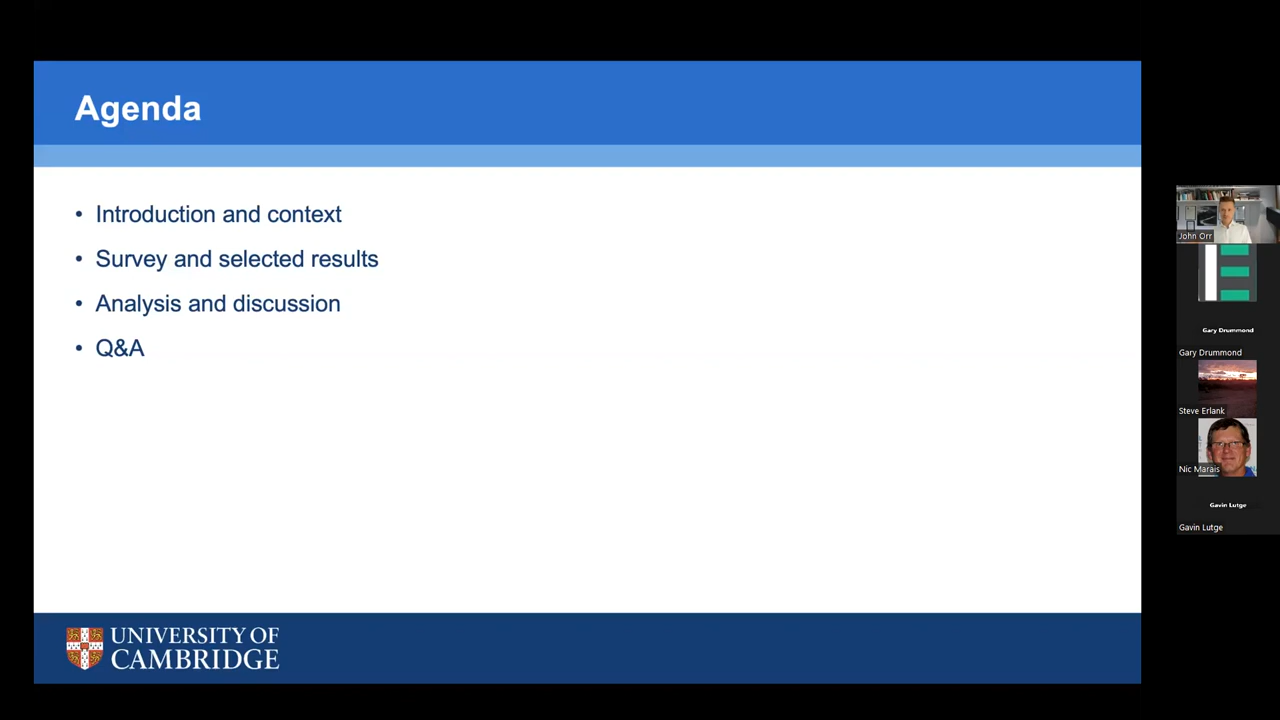 Agenda
• Introduction and context
• Survey and selected results
• Analysis and discussion
• Q&A
UNIVERSITY OF
CAMBRIDGE
John Orr
Gary Drummond
Gary Drummond
Steve Erlank
Nic Marais
Gavin Lutge
Gavin Lutge